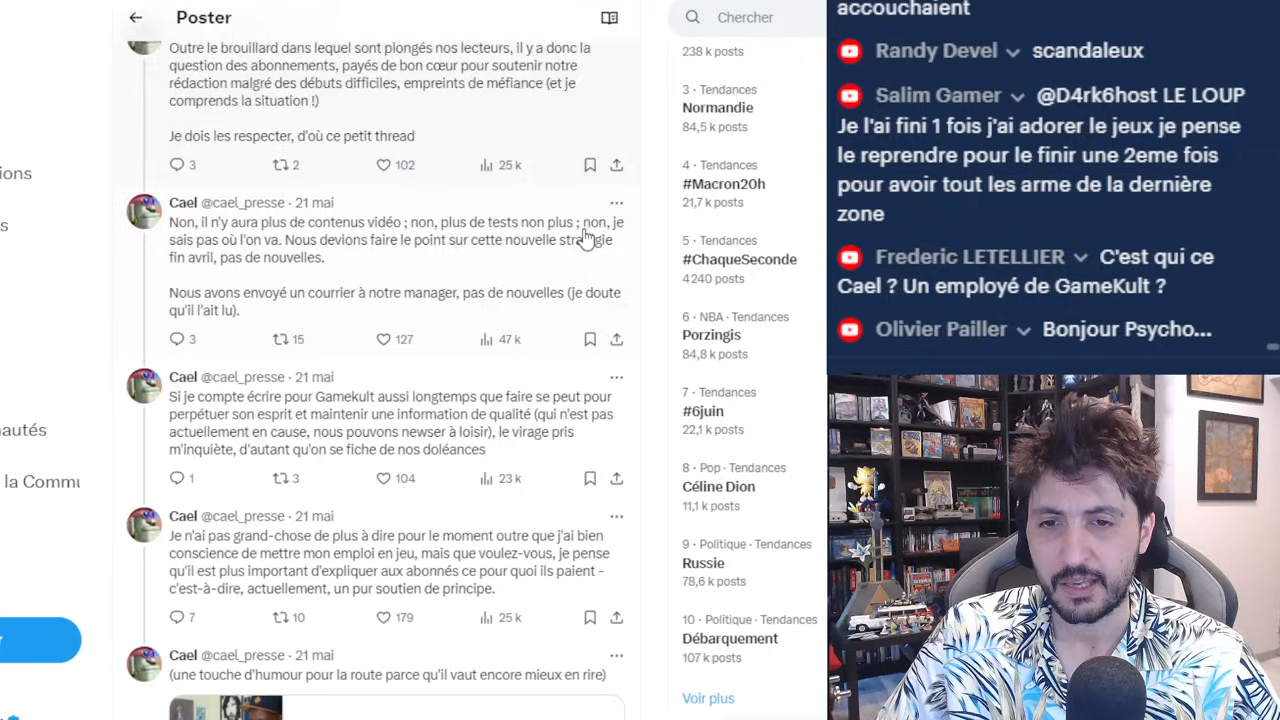 Poster
Outre le brouillard dans lequel sont plongés nos lecteurs, il y a donc la
question des abonnements, payés de bon cœur pour soutenir notre
rédaction malgré des débuts difficiles, empreints de méfiance (et je
comprends la situation !)
Je dois les respecter, d'où ce petit thread
3 2 102 25 k
Cael @cael_presse · 21 mai
Non, il n'y aura plus de contenus vidéo ; non, plus de tests non plus ; non, je
sais pas où l'on va. Nous devions faire le point sur cette nouvelle stratégie
fin avril, pas de nouvelles.
Nous avons envoyé un courrier à notre manager, pas de nouvelles (je doute
qu'il l'ait lu).
3 15 127 47 k
Cael @cael_presse · 21 mai
Si je compte écrire pour Gamekult aussi longtemps que faire se peut pour
perpétuer son esprit et maintenir une information de qualité (qui n'est pas
actuellement en cause, nous pouvons newser à loisir), le virage pris
m'inquiète, d'autant qu'on se fiche de nos doléances
1 3 104 23 k
Cael @cael_presse · 21 mai
Je n'ai pas grand-chose de plus à dire pour le moment outre que j'ai bien
conscience de mettre mon emploi en jeu, mais que voulez-vous, je pense
qu'il est plus important d'expliquer aux abonnés ce pour quoi ils paient –
c'est-à-dire, actuellement, un pur soutien de principe.
7 10 179 25 k
Cael @cael_presse · 21 mai
(une touche d'humour pour la route parce qu'il vaut encore mieux en rire)
ions
s
autés
la Commu
r
Chercher
238 k posts
3 · Tendances
Normandie
84,5 k posts
4 · Tendances
#Macron20h
21,7 k posts
5 · Tendances
#ChaqueSeconde
4 240 posts
6 · NBA · Tendances
Porzingis
84,8 k posts
7 · Tendances
#6juin
22,1 k posts
8 · Pop · Tendances
Céline Dion
11,1 k posts
9 · Politique · Tendances
Russie
78,6 k posts
10 · Politique · Tendances
Débarquement
107 k posts
Voir plus
accouchaient
Randy Devel scandaleux
Salim Gamer @D4rk6host LE LOUP
Je l'ai fini 1 fois j'ai adorer le jeux je pense
le reprendre pour le finir une 2eme fois
pour avoir tout les arme de la dernière
zone
Frederic LETELLIER C'est qui ce
Cael ? Un employé de GameKult ?
Olivier Pailler Bonjour Psycho...